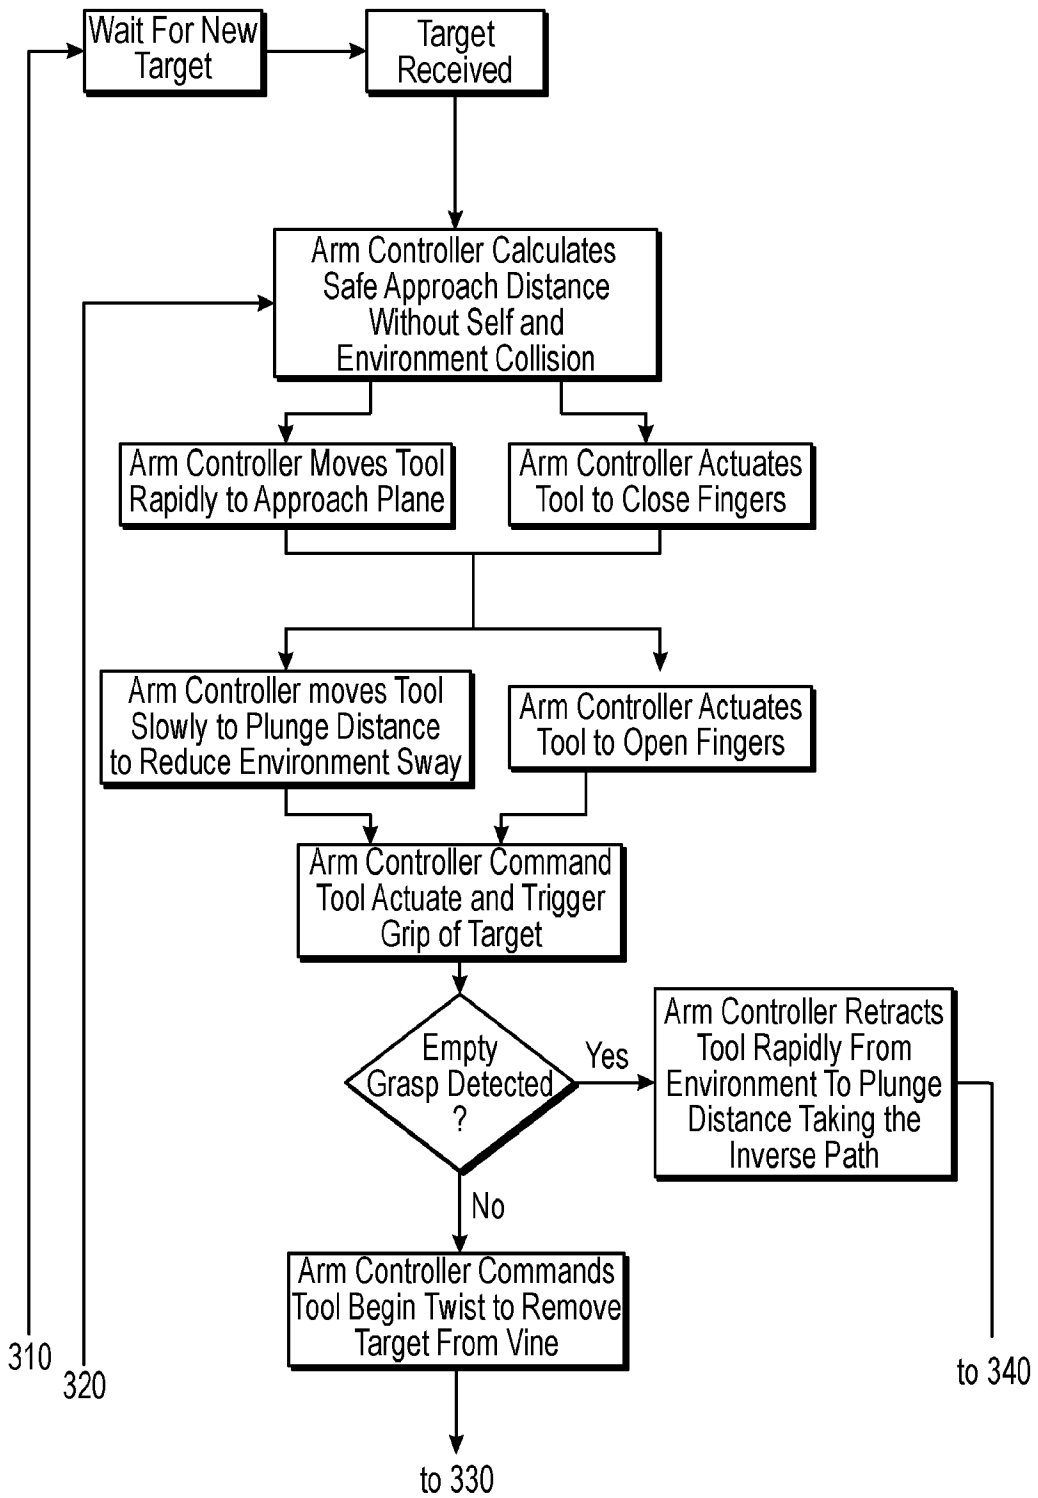 Wait For New
Target
Target
Received
Arm Controller Calculates
Safe Approach Distance
Without Self and
Environment Collision
Arm Controller Moves Tool
Rapidly to Approach Plane
Arm Controller Actuates
Tool to Close Fingers
Arm Controller moves Tool
Slowly to Plunge Distance
to Reduce Environment Sway
Arm Controller Actuates
Tool to Open Fingers
Arm Controller Command
Tool Actuate and Trigger
Grip of Target
Empty
Grasp Detected
?
Yes
Arm Controller Retracts
Tool Rapidly From
Environment To Plunge
Distance Taking the
Inverse Path
No
Arm Controller Commands
Tool Begin Twist to Remove
Target From Vine
310
320
to 340
to 330